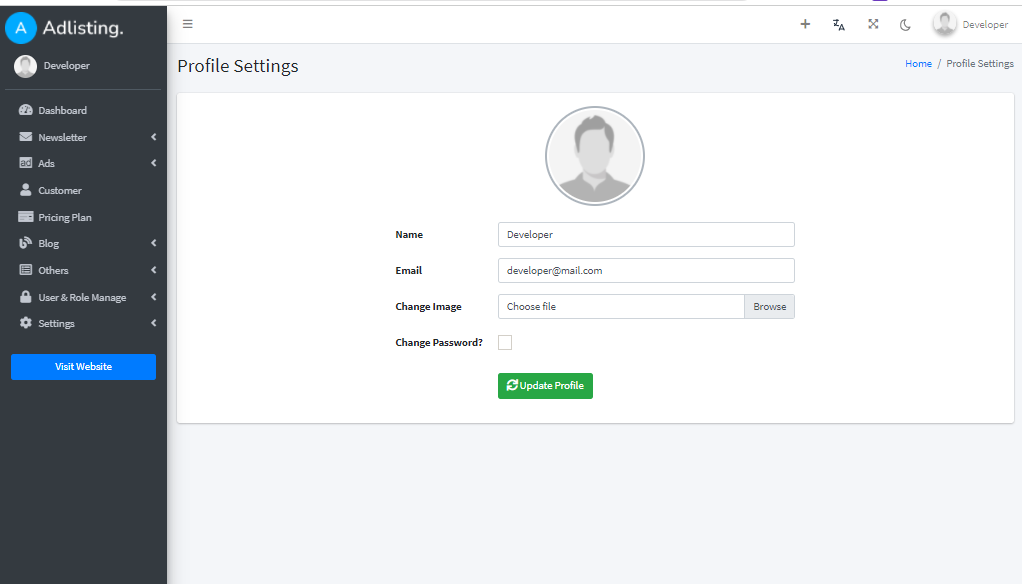 A Adlisting.
Developer
Developer
Profile Settings
Home / Profile Settings
Dashboard
Newsletter
ad Ads
Customer
Pricing Plan
Blog
Others
User & Role Manage
Settings
Visit Website
Name Developer
Email developer@mail.com
Change Image Choose file Browse
Change Password?
Update Profile